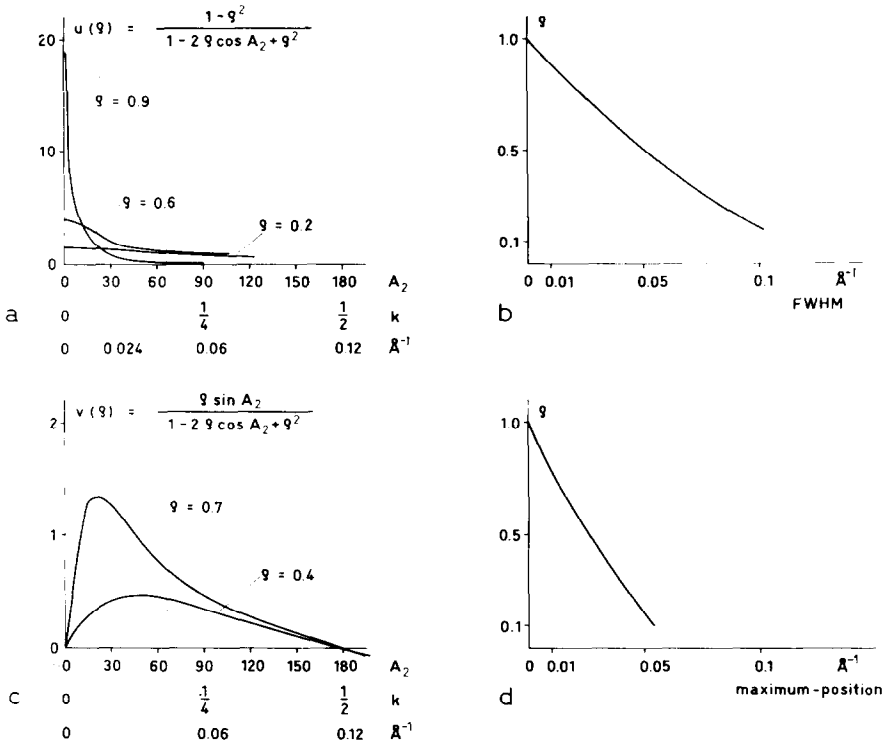 u (ϱ) = 1-ϱ² / 1-2 ϱ cos A₂+ϱ²
20
10
0
ϱ = 0.9
ϱ = 0.6
ϱ = 0.2
0 30 60 90 120 150 180 A₂
0 1/4 1/2 k
0 0.024 0.06 0.12 Å⁻¹
a
ϱ
1.0
0.5
0.1
0 0.01 0.05 0.1 Å⁻¹
FWHM
b
v (ϱ) = ϱ sin A₂ / 1-2 ϱ cos A₂+ϱ²
2
1
0
ϱ = 0.7
ϱ = 0.4
0 30 60 90 120 150 180 A₂
0 1/4 1/2 k
0 0.06 0.12 Å⁻¹
c
ϱ
1.0
0.5
0.1
0 0.01 0.05 0.1 Å⁻¹
maximum-position
d